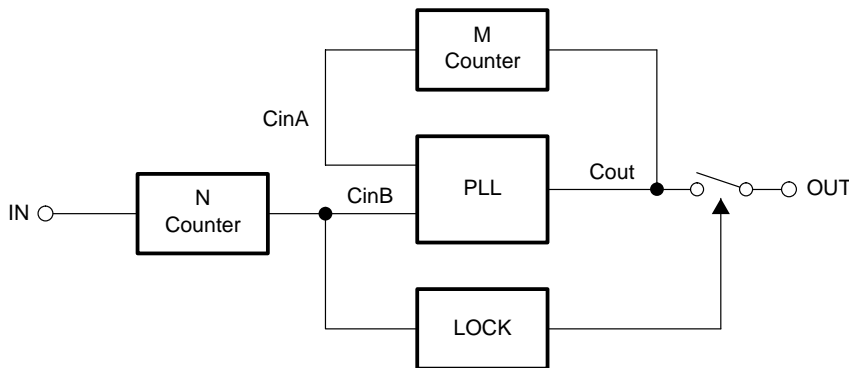 M
Counter
CinA
PLL
Cout
OUT
N
Counter
CinB
IN
LOCK